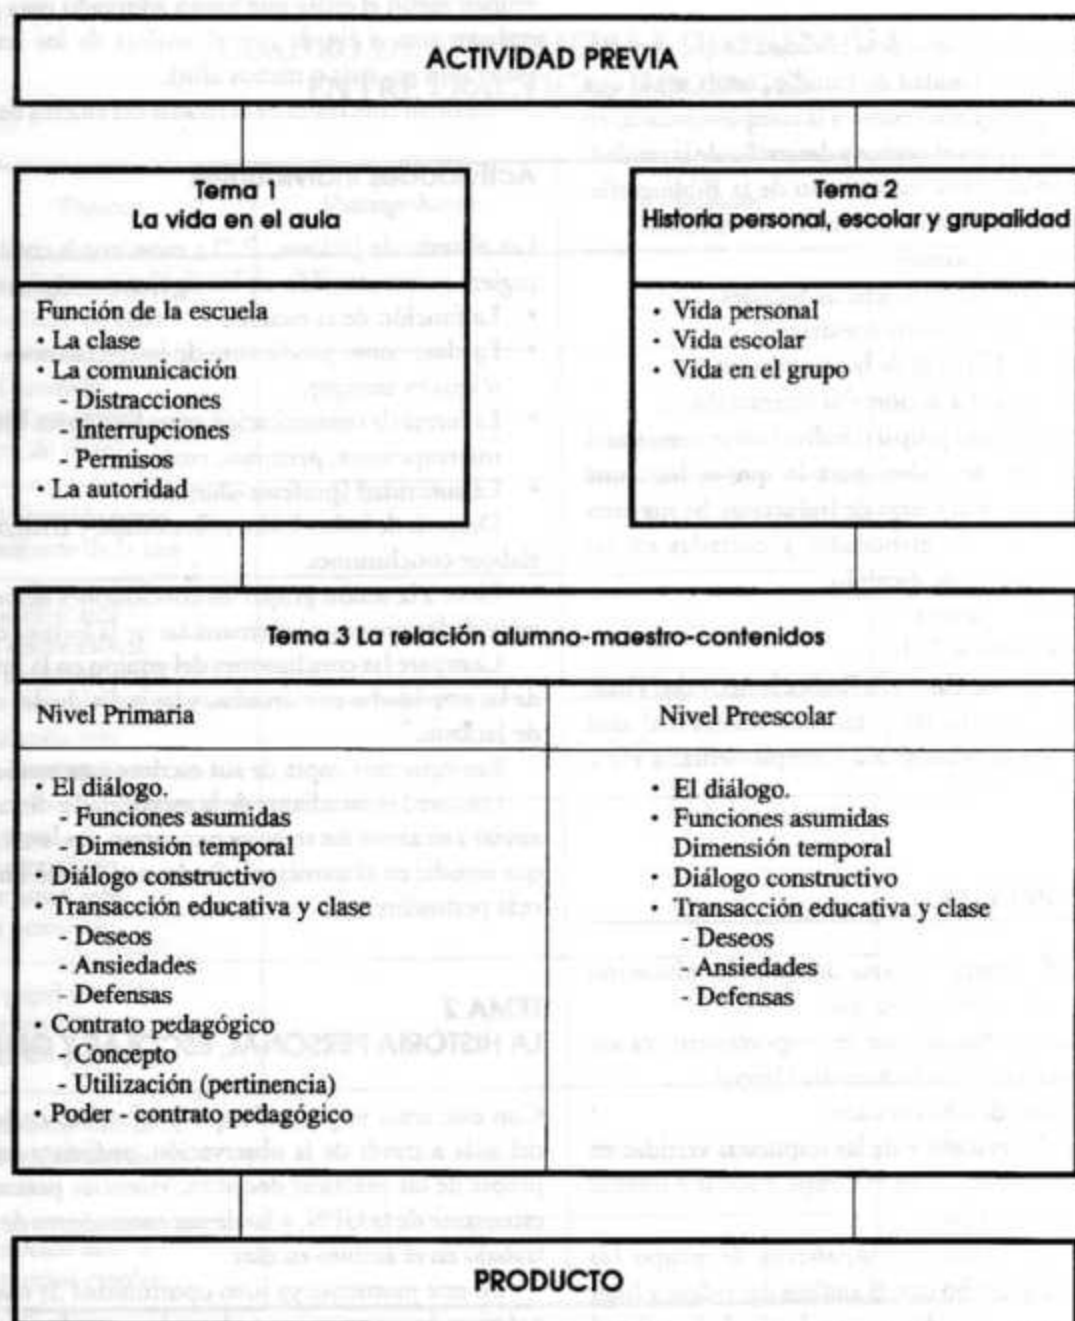 ACTIVIDAD PREVIA
Tema 1
La vida en el aula
Función de la escuela
• La clase
• La comunicación
- Distracciones
- Interrupciones
- Permisos
• La autoridad
Tema 2
Historia personal, escolar y grupalidad
• Vida personal
• Vida escolar
• Vida en el grupo
Tema 3 La relación alumno-maestro-contenidos
Nivel Primaria
• El diálogo.
- Funciones asumidas
- Dimensión temporal
• Diálogo constructivo
• Transacción educativa y clase
- Deseos
- Ansiedades
- Defensas
• Contrato pedagógico
- Concepto
- Utilización (pertinencia)
• Poder - contrato pedagógico
Nivel Preescolar
• El diálogo.
• Funciones asumidas
Dimensión temporal
• Diálogo constructivo
• Transacción educativa y clase
- Deseos
- Ansiedades
- Defensas
PRODUCTO